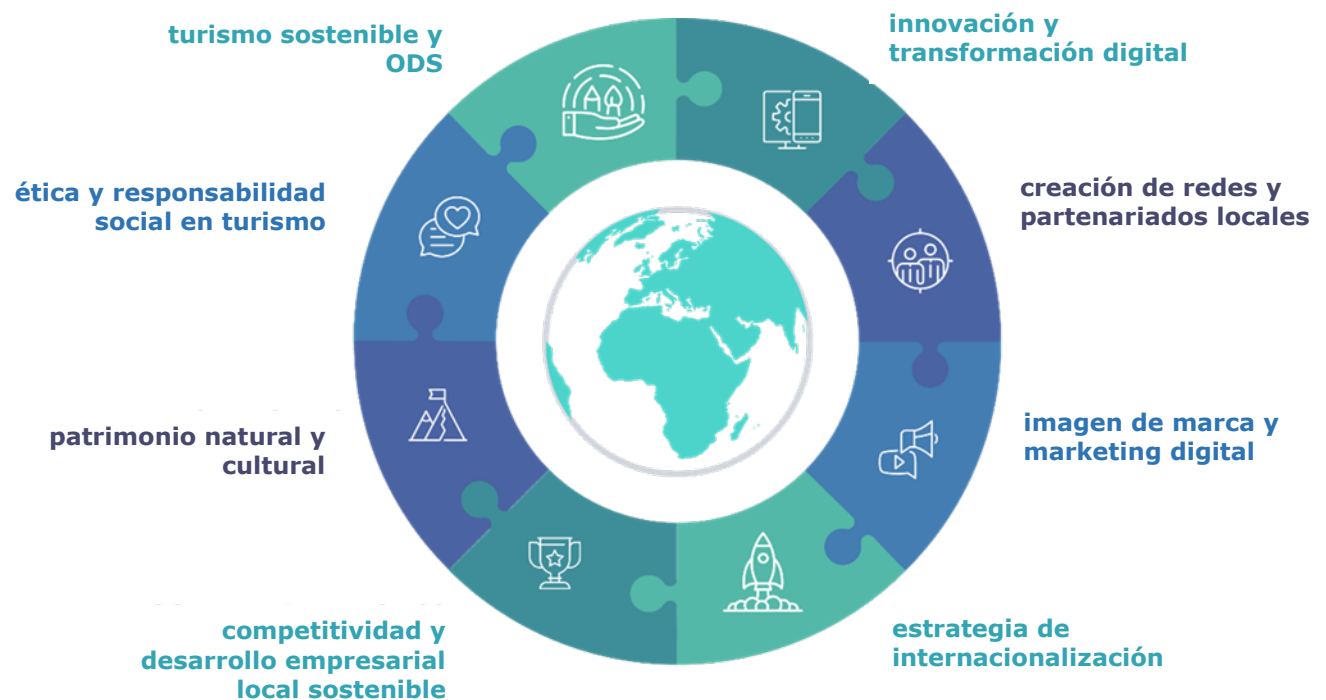 turismo sostenible y
ODS
innovación y
transformación digital
ética y responsabilidad
social en turismo
creación de redes y
partenariados locales
patrimonio natural y
cultural
imagen de marca y
marketing digital
competitividad y
desarrollo empresarial
local sostenible
estrategia de
internacionalización